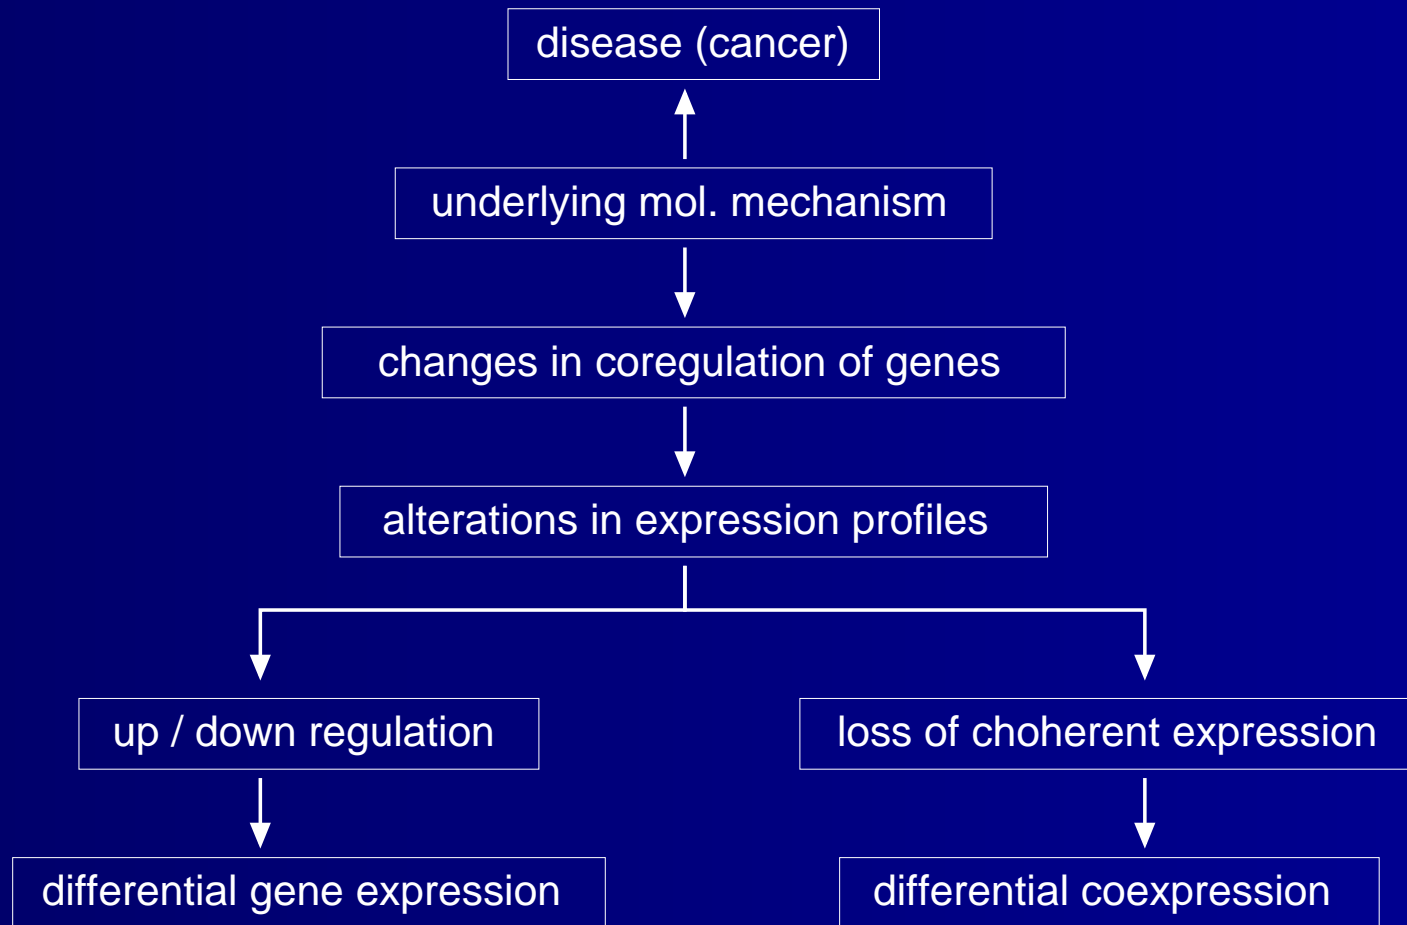 disease (cancer)
underlying mol. mechanism
changes in coregulation of genes
alterations in expression profiles
up / down regulation
loss of choherent expression
differential gene expression
differential coexpression